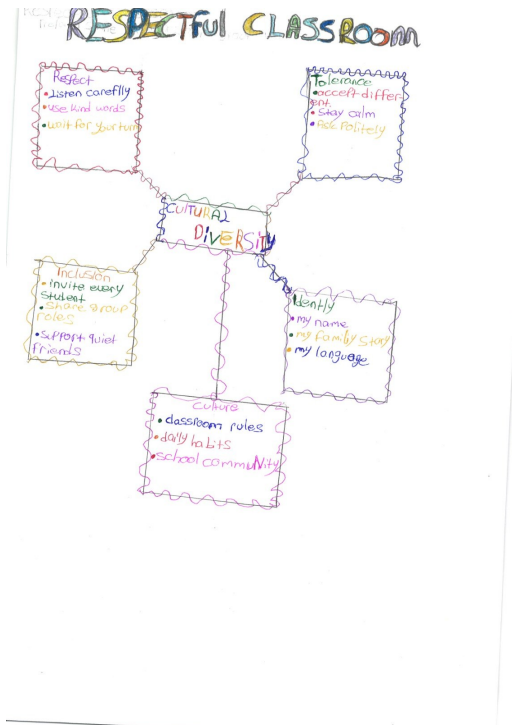 RESPECTFUl CLASSROOM
Respect
• Listen careflly
• use kind words
• wait for your turn
Tolerance
• accept differ
ent
• stay calm
• Ask Politely
CULTURAL
DIVERSITY
Inclusion
• invite every
student
• share group
roles
• support quiet
friends
Idently
• my name
• my family Story
• my language
Culture
• classroom rules
• daily habits
• school commuNity